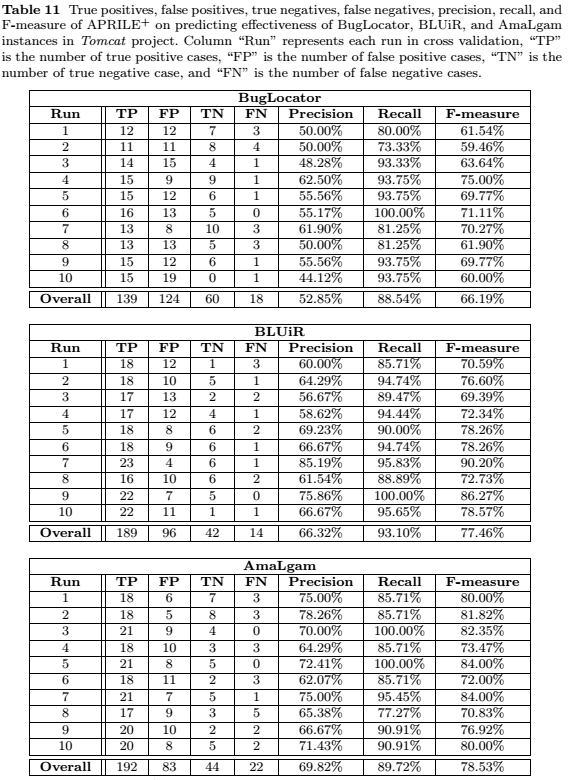 Table 11 True positives, false positives, true negatives, false negatives, precision, recall, and
F-measure of APRILE+ on predicting effectiveness of BugLocator, BLUiR, and AmaLgam
instances in Tomcat project. Column “Run” represents each run in cross validation, “TP”
is the number of true positive cases, “FP” is the number of false positive cases, “TN” is the
number of true negative case, and “FN” is the number of false negative cases.
BugLocator
Run TP FP TN FN Precision Recall F-measure
1 12 12 7 3 50.00% 80.00% 61.54%
2 11 11 8 4 50.00% 73.33% 59.46%
3 14 15 4 1 48.28% 93.33% 63.64%
4 15 9 9 1 62.50% 93.75% 75.00%
5 15 12 6 1 55.56% 93.75% 69.77%
6 16 13 5 0 55.17% 100.00% 71.11%
7 13 8 10 3 61.90% 81.25% 70.27%
8 13 13 5 3 50.00% 81.25% 61.90%
9 15 12 6 1 55.56% 93.75% 69.77%
10 15 19 0 1 44.12% 93.75% 60.00%
Overall 139 124 60 18 52.85% 88.54% 66.19%
BLUiR
Run TP FP TN FN Precision Recall F-measure
1 18 12 1 3 60.00% 85.71% 70.59%
2 18 10 5 1 64.29% 94.74% 76.60%
3 17 13 2 2 56.67% 89.47% 69.39%
4 17 12 4 1 58.62% 94.44% 72.34%
5 18 8 6 2 69.23% 90.00% 78.26%
6 18 9 6 1 66.67% 94.74% 78.26%
7 23 4 6 1 85.19% 95.83% 90.20%
8 16 10 6 2 61.54% 88.89% 72.73%
9 22 7 5 0 75.86% 100.00% 86.27%
10 22 11 1 1 66.67% 95.65% 78.57%
Overall 189 96 42 14 66.32% 93.10% 77.46%
AmaLgam
Run TP FP TN FN Precision Recall F-measure
1 18 6 7 3 75.00% 85.71% 80.00%
2 18 5 8 3 78.26% 85.71% 81.82%
3 21 9 4 0 70.00% 100.00% 82.35%
4 18 10 3 3 64.29% 85.71% 73.47%
5 21 8 5 0 72.41% 100.00% 84.00%
6 18 11 2 3 62.07% 85.71% 72.00%
7 21 7 5 1 75.00% 95.45% 84.00%
8 17 9 3 5 65.38% 77.27% 70.83%
9 20 10 2 2 66.67% 90.91% 76.92%
10 20 8 5 2 71.43% 90.91% 80.00%
Overall 192 83 44 22 69.82% 89.72% 78.53%